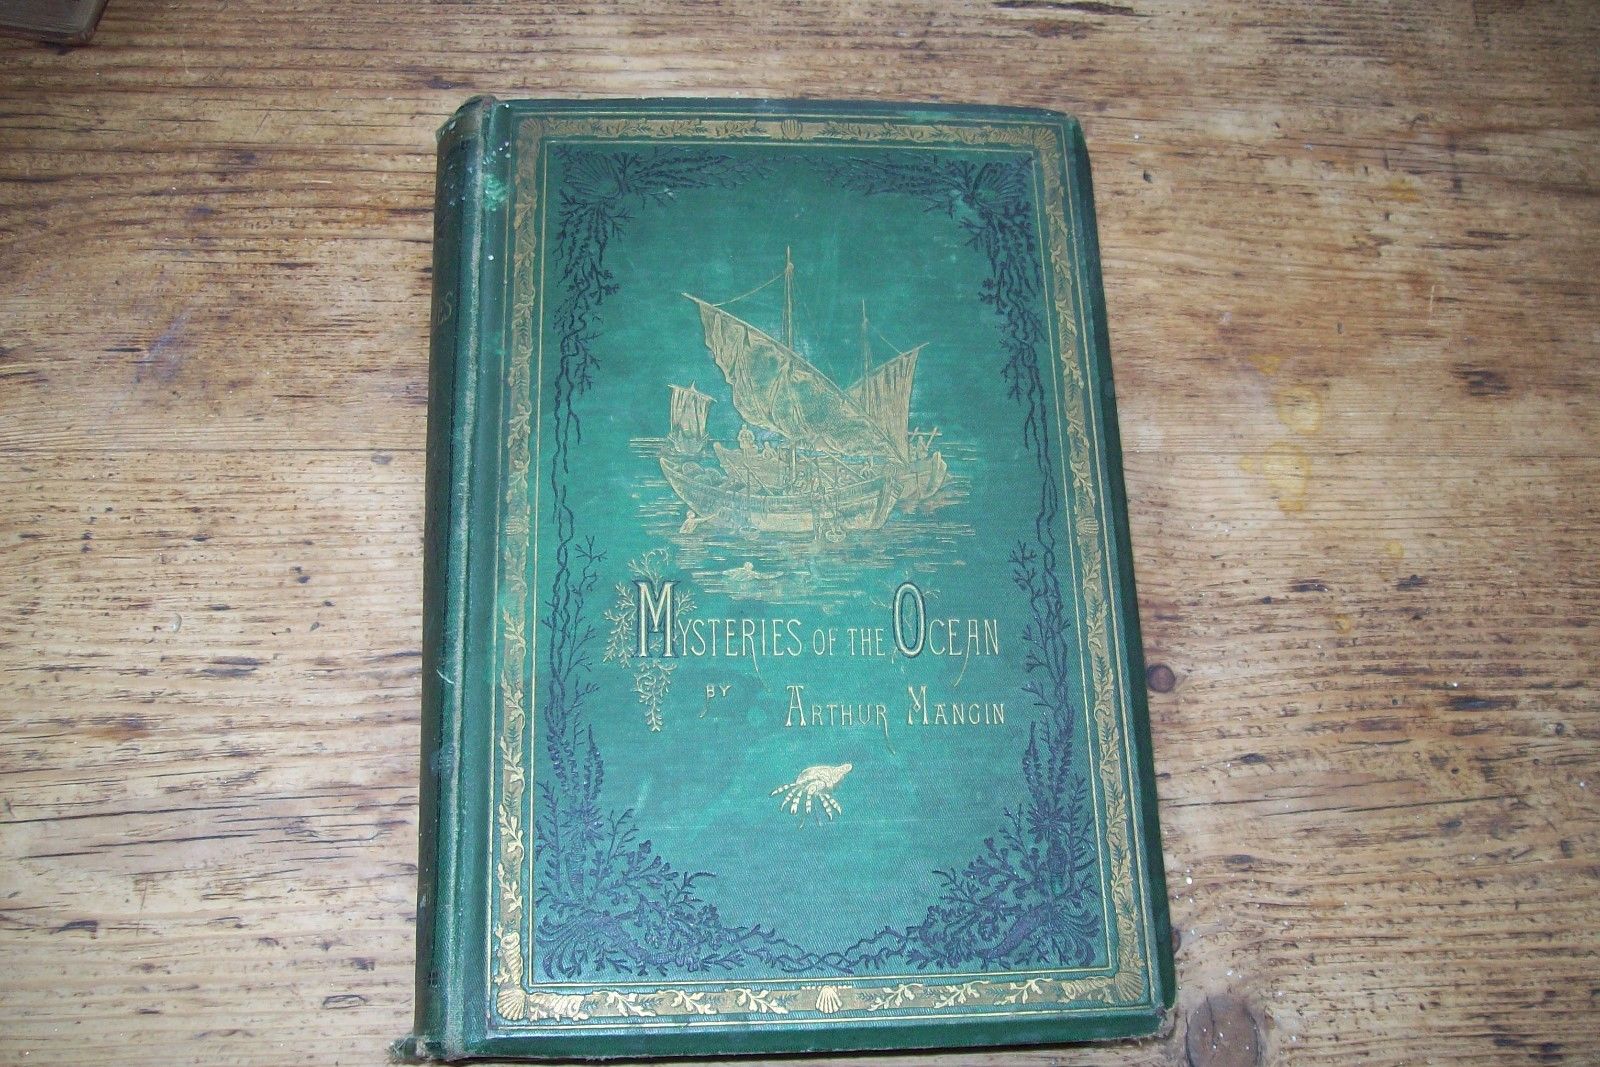 MYSTERIES OF THE OCEAN
BY ARTHUR MANGIN